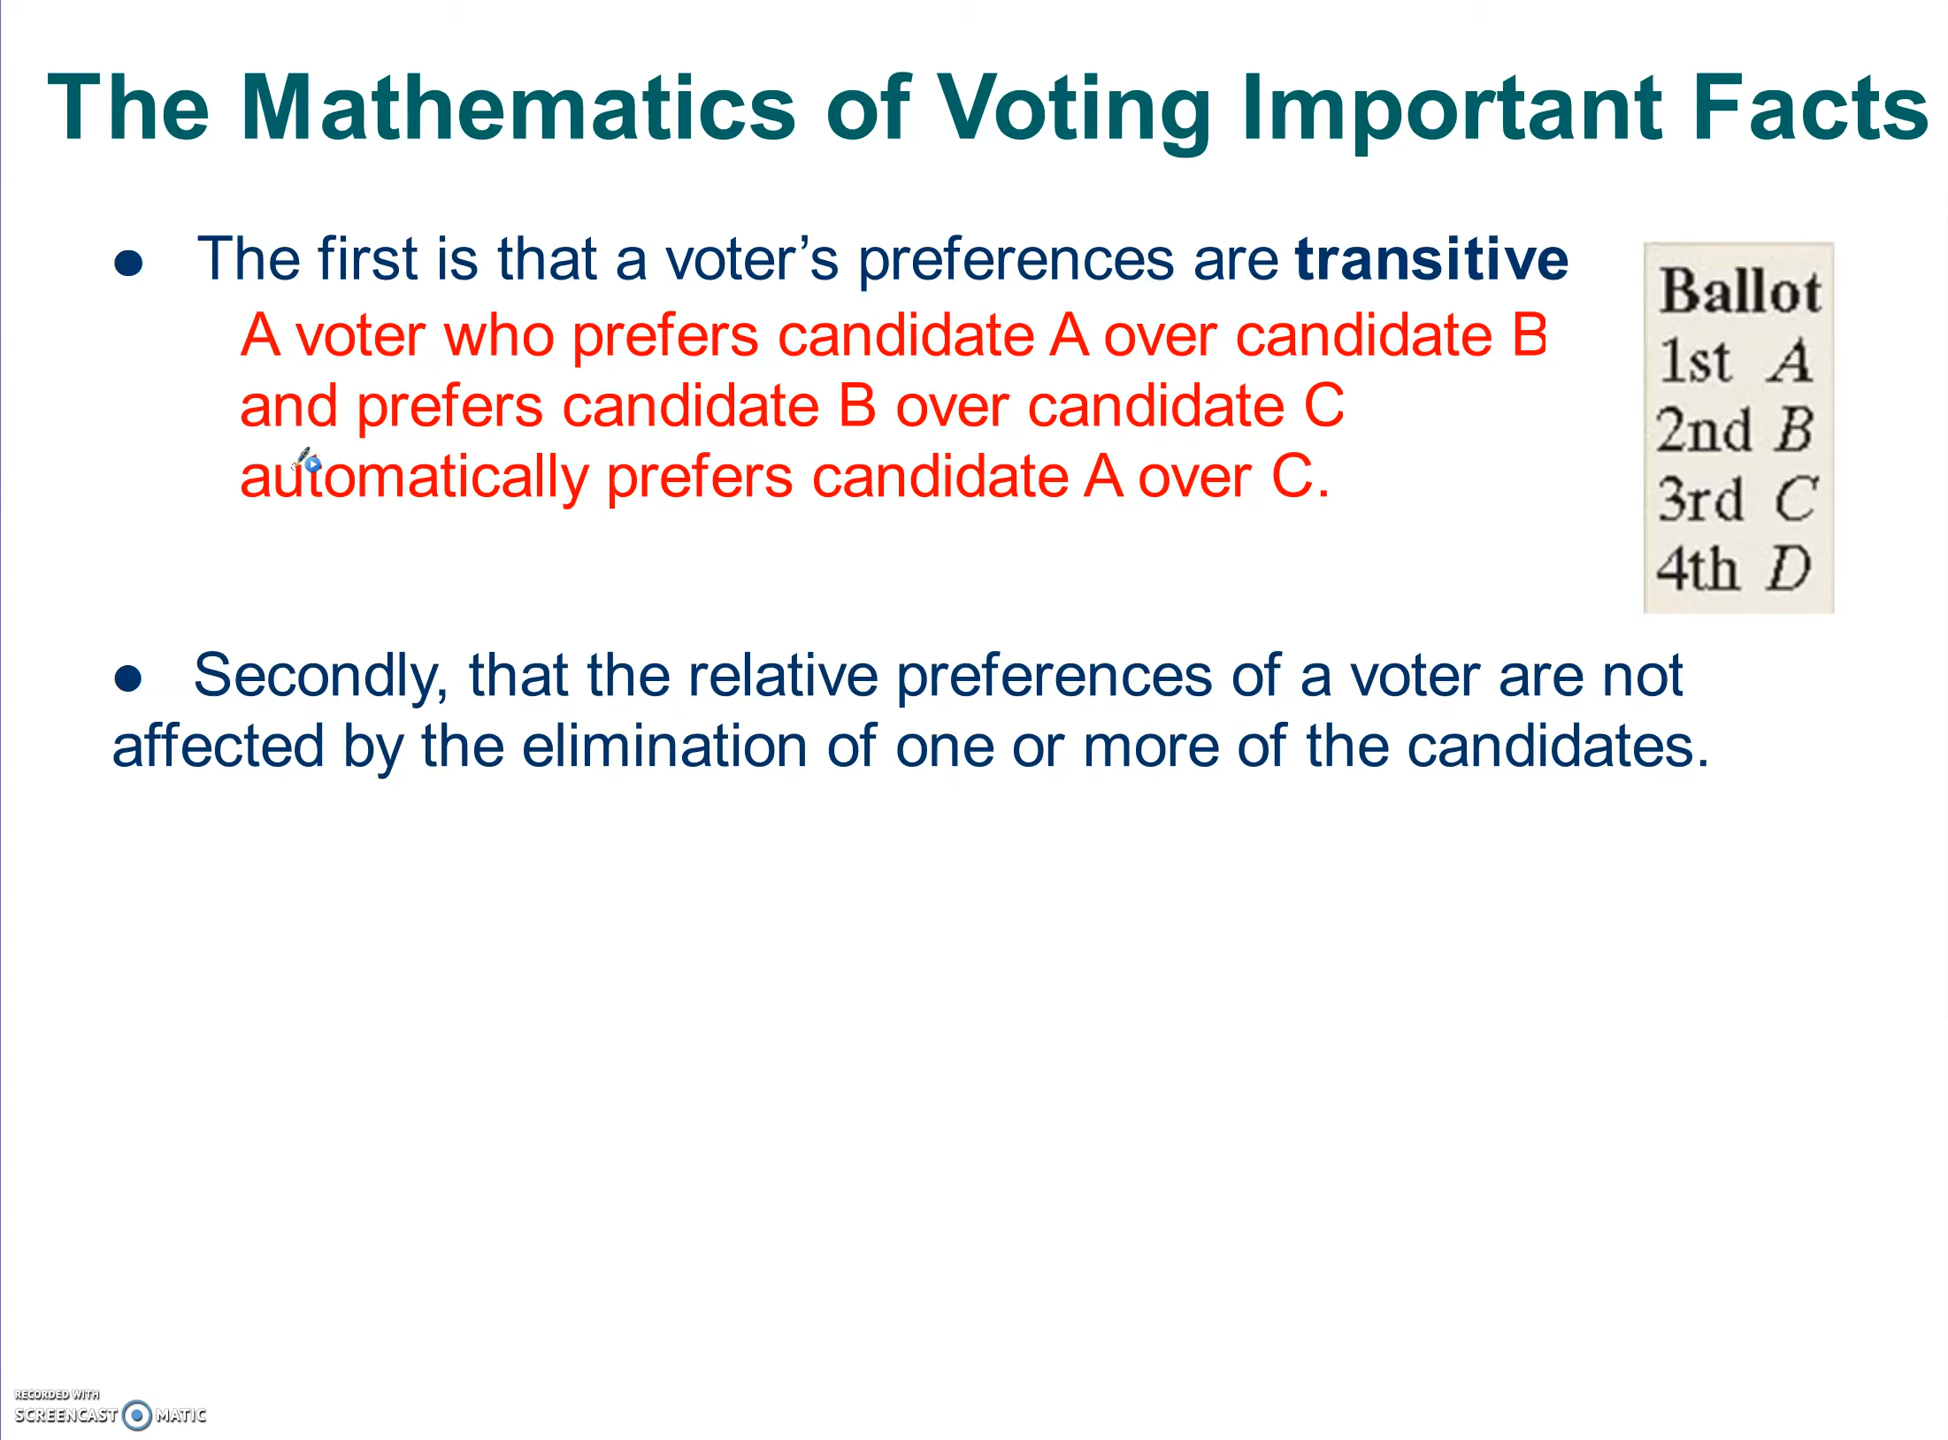 The Mathematics of Voting Important Facts
● The first is that a voter’s preferences are transitive
A voter who prefers candidate A over candidate B
and prefers candidate B over candidate C
automatically prefers candidate A over C.
Ballot
1st A
2nd B
3rd C
4th D
● Secondly, that the relative preferences of a voter are not
affected by the elimination of one or more of the candidates.
RECORDED WITH
SCREENCAST MATIC